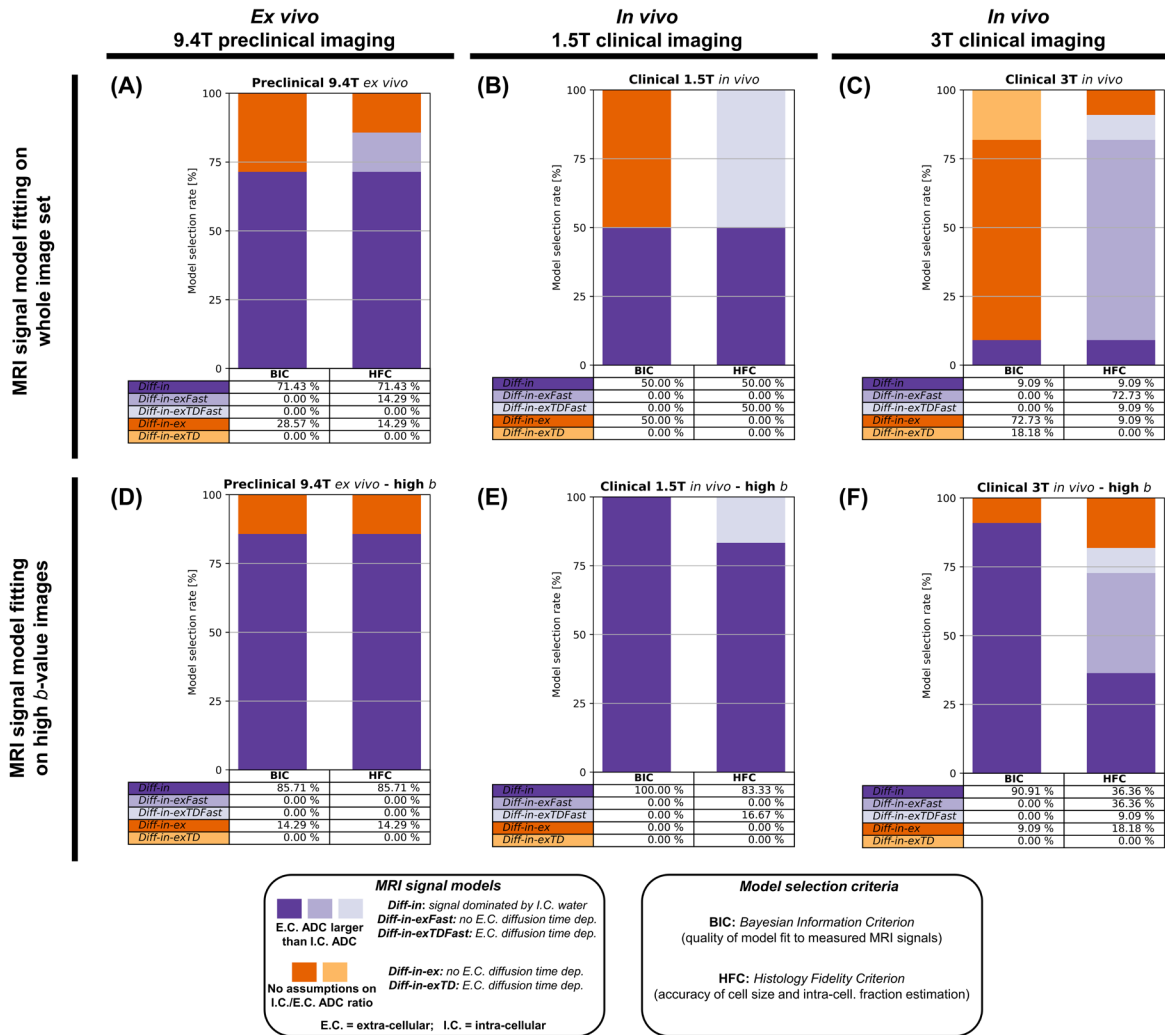 Ex vivo
9.4T preclinical imaging
In vivo
1.5T clinical imaging
In vivo
3T clinical imaging
MRI signal model fitting on
whole image set
(A)
Preclinical 9.4T ex vivo
Model selection rate [%]
100
75
50
25
0
BIC HFC
Diff-in 71.43 % 71.43 %
Diff-in-exFast 0.00 % 14.29 %
Diff-in-exTDFast 0.00 % 0.00 %
Diff-in-ex 28.57 % 14.29 %
Diff-in-exTD 0.00 % 0.00 %
(B)
Clinical 1.5T in vivo
Model selection rate [%]
100
75
50
25
0
BIC HFC
Diff-in 50.00 % 50.00 %
Diff-in-exFast 0.00 % 0.00 %
Diff-in-exTDFast 0.00 % 50.00 %
Diff-in-ex 50.00 % 0.00 %
Diff-in-exTD 0.00 % 0.00 %
(C)
Clinical 3T in vivo
Model selection rate [%]
100
75
50
25
0
BIC HFC
Diff-in 9.09 % 9.09 %
Diff-in-exFast 0.00 % 72.73 %
Diff-in-exTDFast 0.00 % 9.09 %
Diff-in-ex 72.73 % 9.09 %
Diff-in-exTD 18.18 % 0.00 %
MRI signal model fitting
on high b-value images
(D)
Preclinical 9.4T ex vivo - high b
Model selection rate [%]
100
75
50
25
0
BIC HFC
Diff-in 85.71 % 85.71 %
Diff-in-exFast 0.00 % 0.00 %
Diff-in-exTDFast 0.00 % 0.00 %
Diff-in-ex 14.29 % 14.29 %
Diff-in-exTD 0.00 % 0.00 %
(E)
Clinical 1.5T in vivo - high b
Model selection rate [%]
100
75
50
25
0
BIC HFC
Diff-in 100.00 % 83.33 %
Diff-in-exFast 0.00 % 0.00 %
Diff-in-exTDFast 0.00 % 16.67 %
Diff-in-ex 0.00 % 0.00 %
Diff-in-exTD 0.00 % 0.00 %
(F)
Clinical 3T in vivo - high b
Model selection rate [%]
100
75
50
25
0
BIC HFC
Diff-in 90.91 % 36.36 %
Diff-in-exFast 0.00 % 36.36 %
Diff-in-exTDFast 0.00 % 9.09 %
Diff-in-ex 9.09 % 18.18 %
Diff-in-exTD 0.00 % 0.00 %
MRI signal models
E.C. ADC larger
than I.C. ADC
Diff-in: signal dominated by I.C. water
Diff-in-exFast: no E.C. diffusion time dep.
Diff-in-exTDFast: E.C. diffusion time dep.
No assumptions on
I.C./E.C. ADC ratio
Diff-in-ex: no E.C. diffusion time dep.
Diff-in-exTD: E.C. diffusion time dep.
E.C. = extra-cellular; I.C. = intra-cellular
Model selection criteria
BIC: Bayesian Information Criterion
(quality of model fit to measured MRI signals)
HFC: Histology Fidelity Criterion
(accuracy of cell size and intra-cell. fraction estimation)